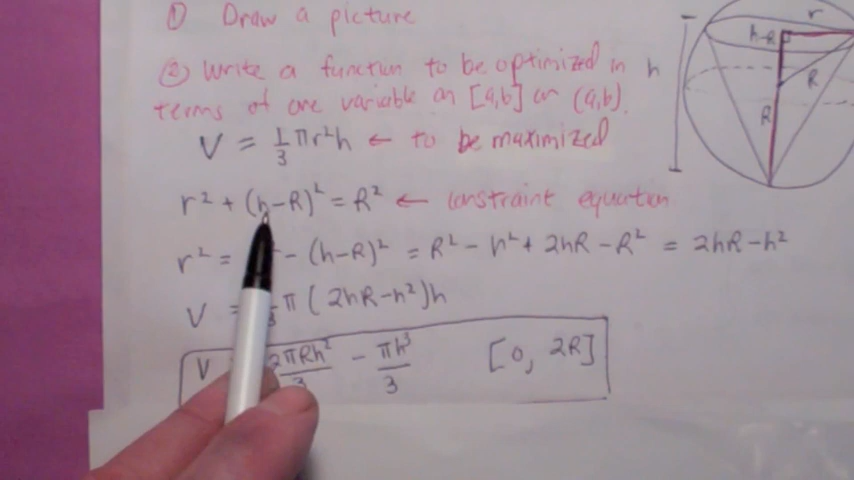 ① Draw a picture
② Write a function to be optimized in
terms of one variable on [a,b] or (a,b).
V = 1/3 πr²h ← to be maximized
r² + (h-R)² = R² ← constraint equation
r² = - (h-R)² = R² - h² + 2hR - R² = 2hR - h²
V = π (2hR - h²)h
V 2πRh²/3 - πh³/3 [0, 2R]
r
h-R
R
R
h